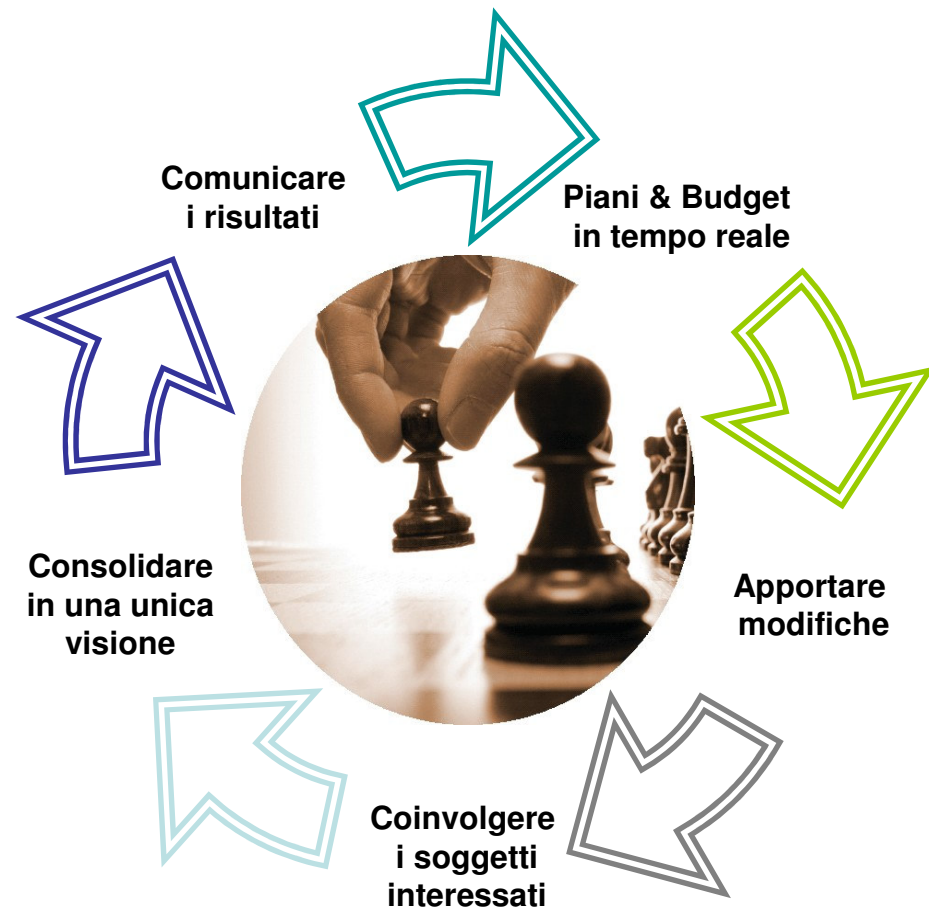 Comunicare
i risultati
Piani & Budget
in tempo reale
Apportare
modifiche
Coinvolgere
i soggetti
interessati
Consolidare
in una unica
visione